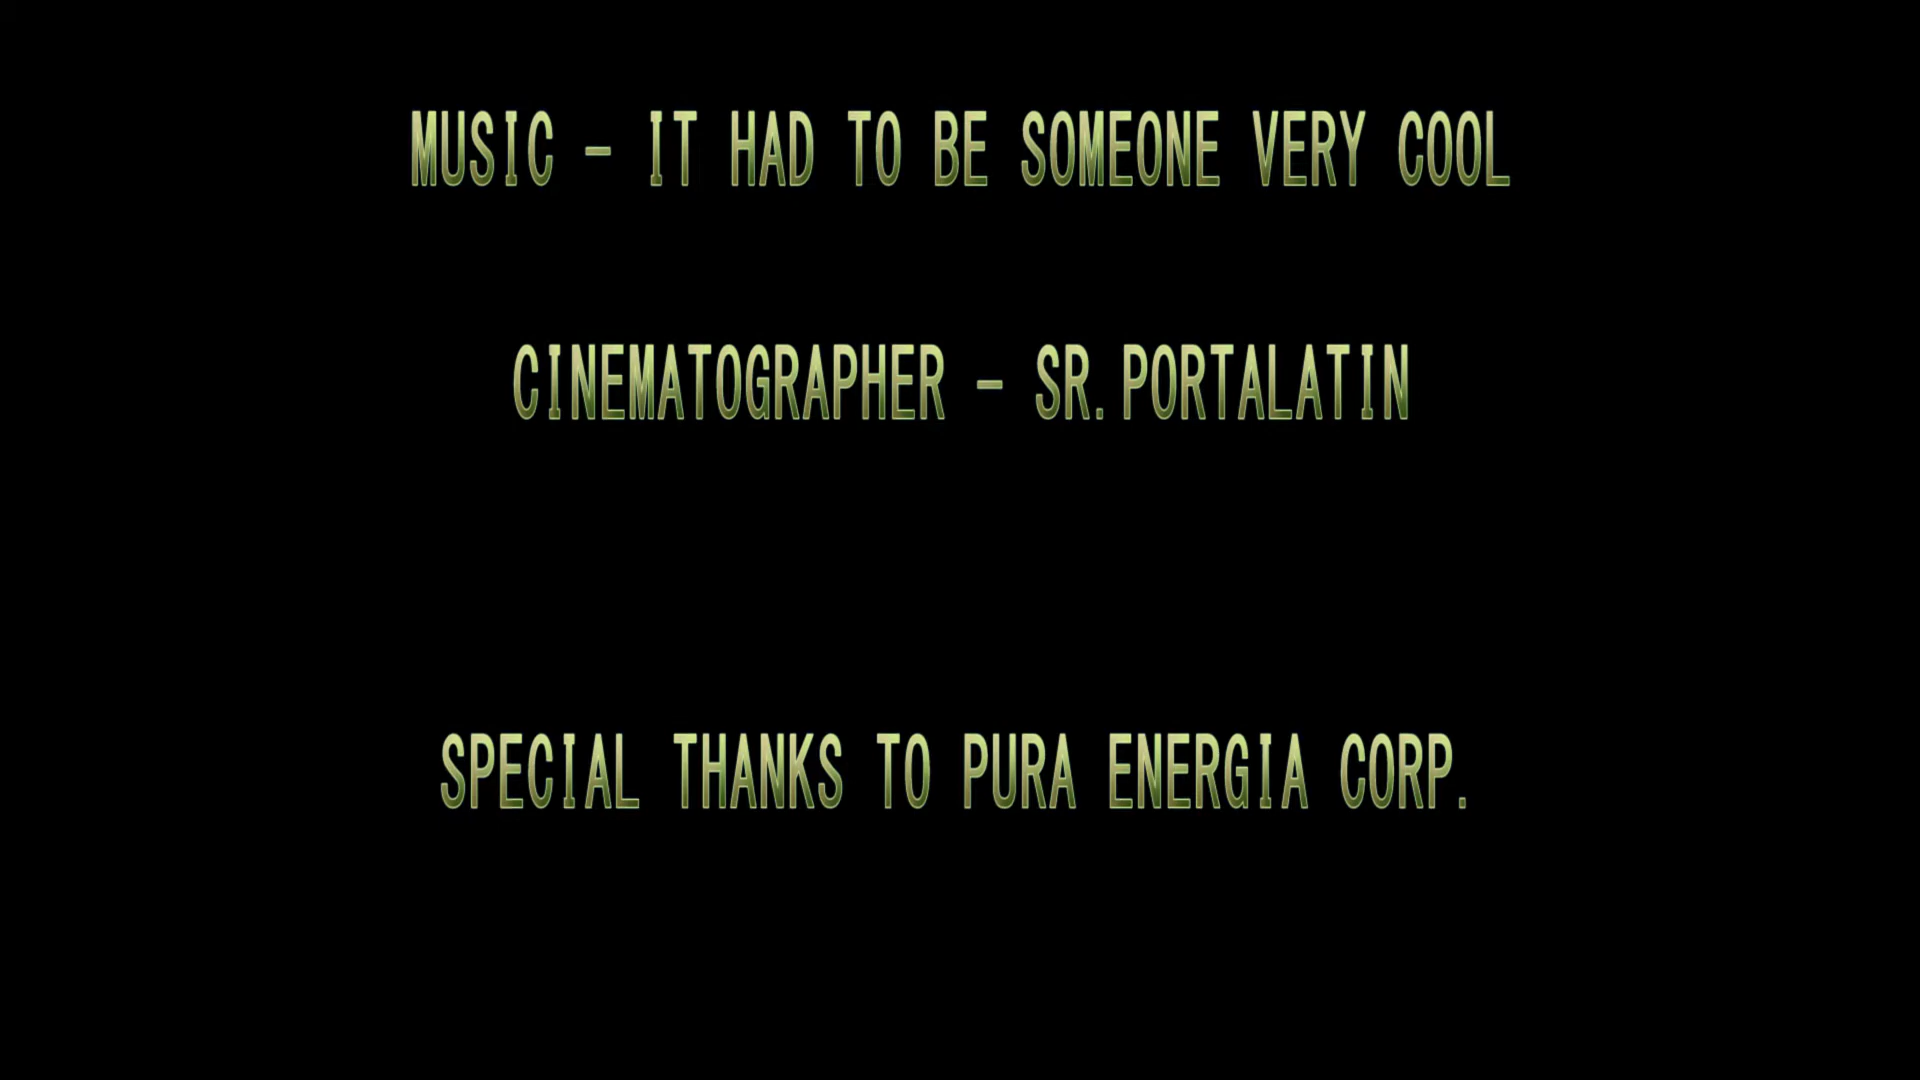 MUSIC - IT HAD TO BE SOMEONE VERY COOL
CINEMATOGRAPHER - SR.PORTALATIN
SPECIAL THANKS TO PURA ENERGIA CORP.